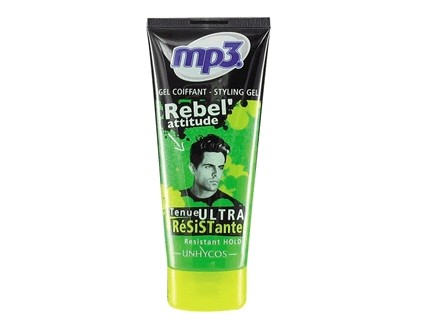 mp3.
GEL COIFFANT - STYLING GEL
Rebel'
attitude
Tenue ULTRA
RéSiSTante
Resistant HOLD
UNHYCOS